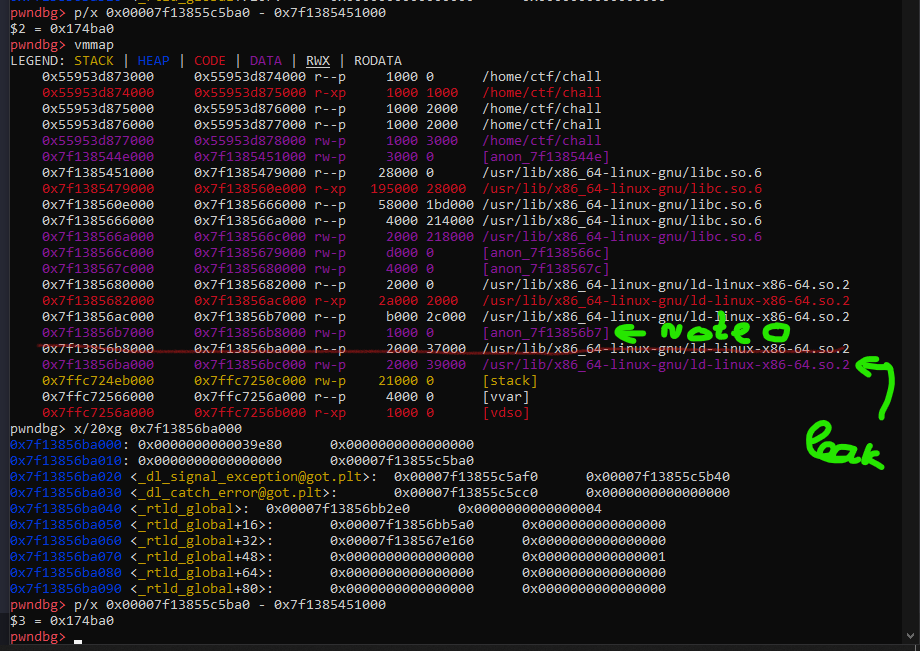 pwndbg> p/x 0x00007f13855c5ba0 - 0x7f1385451000
$2 = 0x174ba0
pwndbg> vmmap
LEGEND: STACK | HEAP | CODE | DATA | RWX | RODATA
0x55953d873000 0x55953d874000 r--p 1000 0 /home/ctf/chall
0x55953d874000 0x55953d875000 r-xp 1000 1000 /home/ctf/chall
0x55953d875000 0x55953d876000 r--p 1000 2000 /home/ctf/chall
0x55953d876000 0x55953d877000 r--p 1000 2000 /home/ctf/chall
0x55953d877000 0x55953d878000 rw-p 1000 3000 /home/ctf/chall
0x7f138544e000 0x7f1385451000 rw-p 3000 0 [anon_7f138544e]
0x7f1385451000 0x7f1385479000 r--p 28000 0 /usr/lib/x86_64-linux-gnu/libc.so.6
0x7f1385479000 0x7f138560e000 r-xp 195000 28000 /usr/lib/x86_64-linux-gnu/libc.so.6
0x7f138560e000 0x7f1385666000 r--p 58000 1bd000 /usr/lib/x86_64-linux-gnu/libc.so.6
0x7f1385666000 0x7f138566a000 r--p 4000 214000 /usr/lib/x86_64-linux-gnu/libc.so.6
0x7f138566a000 0x7f138566c000 rw-p 2000 218000 /usr/lib/x86_64-linux-gnu/libc.so.6
0x7f138566c000 0x7f1385679000 rw-p d000 0 [anon_7f138566c]
0x7f138567c000 0x7f1385680000 rw-p 4000 0 [anon_7f138567c]
0x7f1385680000 0x7f1385682000 r--p 2000 0 /usr/lib/x86_64-linux-gnu/ld-linux-x86-64.so.2
0x7f1385682000 0x7f13856ac000 r-xp 2a000 2000 /usr/lib/x86_64-linux-gnu/ld-linux-x86-64.so.2
0x7f13856ac000 0x7f13856b7000 r--p b000 2c000 /usr/lib/x86_64-linux-gnu/ld-linux-x86-64.so.2
0x7f13856b7000 0x7f13856b8000 rw-p 1000 0 [anon_7f13856b7] Note 0
0x7f13856b8000 0x7f13856ba000 r--p 2000 37000 /usr/lib/x86_64-linux-gnu/ld-linux-x86-64.so.2
0x7f13856ba000 0x7f13856bc000 rw-p 2000 39000 /usr/lib/x86_64-linux-gnu/ld-linux-x86-64.so.2
0x7ffc724eb000 0x7ffc7250c000 rw-p 21000 0 [stack]
0x7ffc72566000 0x7ffc7256a000 r--p 4000 0 [vvar]
0x7ffc7256a000 0x7ffc7256b000 r-xp 1000 0 [vdso]
leak
pwndbg> x/20xg 0x7f13856ba000
0x7f13856ba000: 0x0000000000039e80 0x0000000000000000
0x7f13856ba010: 0x0000000000000000 0x00007f13855c5ba0
0x7f13856ba020 <_dl_signal_exception@got.plt>: 0x00007f13855c5af0 0x00007f13855c5b40
0x7f13856ba030 <_dl_catch_error@got.plt>: 0x00007f13855c5cc0 0x0000000000000000
0x7f13856ba040 <_rtld_global>: 0x00007f13856bb2e0 0x0000000000000004
0x7f13856ba050 <_rtld_global+16>: 0x00007f13856bb5a0 0x0000000000000000
0x7f13856ba060 <_rtld_global+32>: 0x00007f138567e160 0x0000000000000000
0x7f13856ba070 <_rtld_global+48>: 0x0000000000000000 0x0000000000000001
0x7f13856ba080 <_rtld_global+64>: 0x0000000000000000 0x0000000000000000
0x7f13856ba090 <_rtld_global+80>: 0x0000000000000000 0x0000000000000000
pwndbg> p/x 0x00007f13855c5ba0 - 0x7f1385451000
$3 = 0x174ba0
pwndbg>